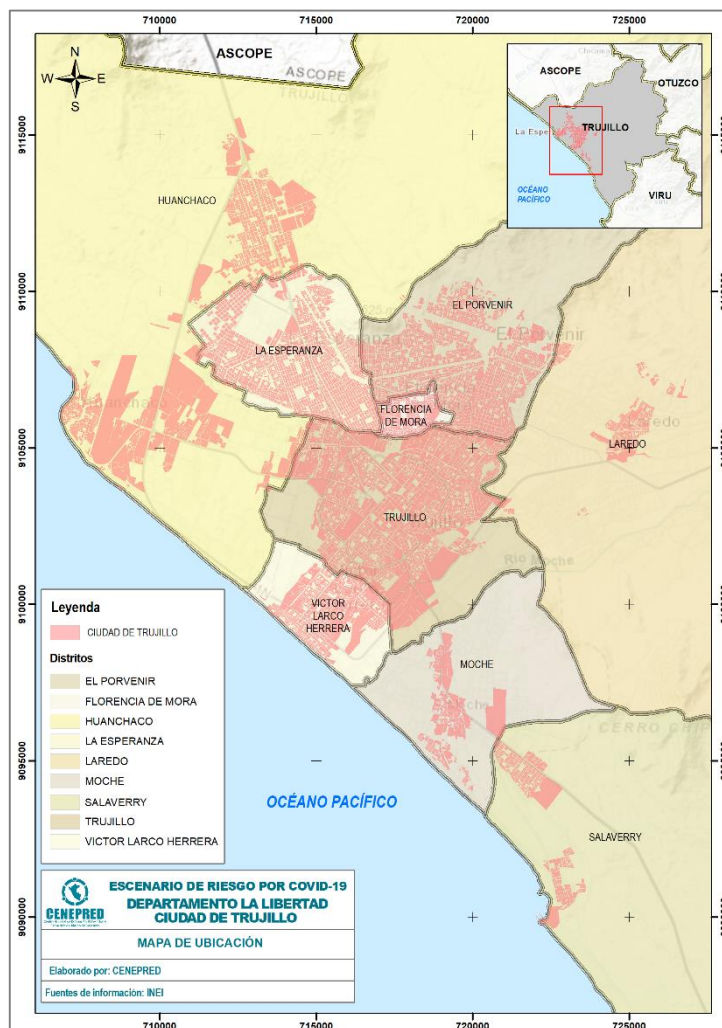 710000 715000 720000 725000
N
W E
S
ASCOPE
ASCOPE
TRUJILLO
ASCOPE
OTUZCO
La Espe
TRUJILLO
OCÉANO
PACÍFICO
VIRU
9115000
9110000
9105000
9100000
9095000
9090000
HUANCHACO
EL PORVENIR
El Porvenir
LA ESPERANZA
FLORENCIA
DE MORA
LAREDO
Laredo
TRUJILLO
Rio Moche
VICTOR
LARCO
HERRERA
MOCHE
SALAVERRY
OCÉANO PACÍFICO
Leyenda
CIUDAD DE TRUJILLO
Distritos
EL PORVENIR
FLORENCIA DE MORA
HUANCHACO
LA ESPERANZA
LAREDO
MOCHE
SALAVERRY
TRUJILLO
VICTOR LARCO HERRERA
CENEPRED
ESCENARIO DE RIESGO POR COVID-19
DEPARTAMENTO LA LIBERTAD
CIUDAD DE TRUJILLO
MAPA DE UBICACIÓN
Elaborado por: CENEPRED
Fuentes de información: INEI
710000 715000 720000 725000